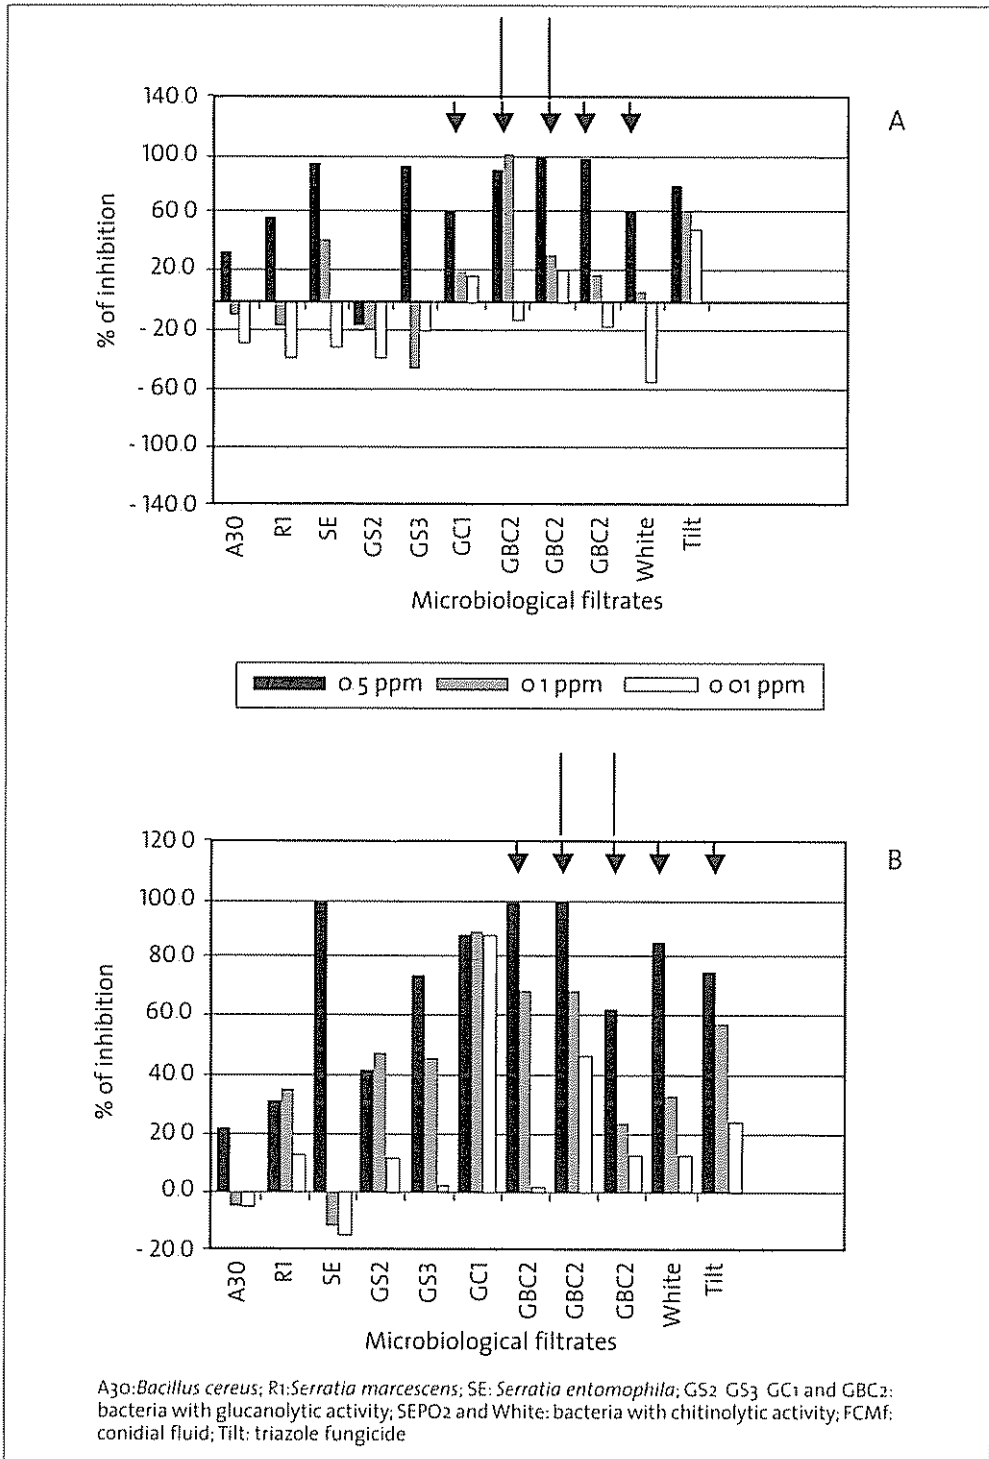 A
140.0
100.0
60.0
20.0
- 20.0
- 60.0
- 100.0
- 140.0
% of inhibition
A30
R1
SE
GS2
GS3
GC1
GBC2
GBC2
GBC2
White
Tilt
Microbiological filtrates
0 5 ppm
0 1 ppm
0 01 ppm
B
120 0
100.0
80.0
60.0
40.0
20 0
0.0
- 20.0
% of inhibition
A30
R1
SE
GS2
GS3
GC1
GBC2
GBC2
GBC2
White
Tilt
Microbiological filtrates
A30:Bacillus cereus; R1:Serratia marcescens; SE: Serratia entomophila; GS2 GS3 GC1 and GBC2:
bacteria with glucanolytic activity; SEPO2 and White: bacteria with chitinolytic activity; FCMf:
conidial fluid; Tilt: triazole fungicide